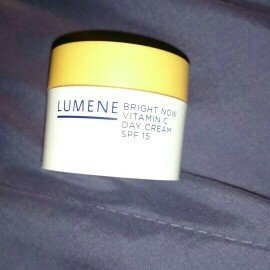 LUMENE
BRIGHT NOW
VITAMIN C
DAY CREAM
SPF 15